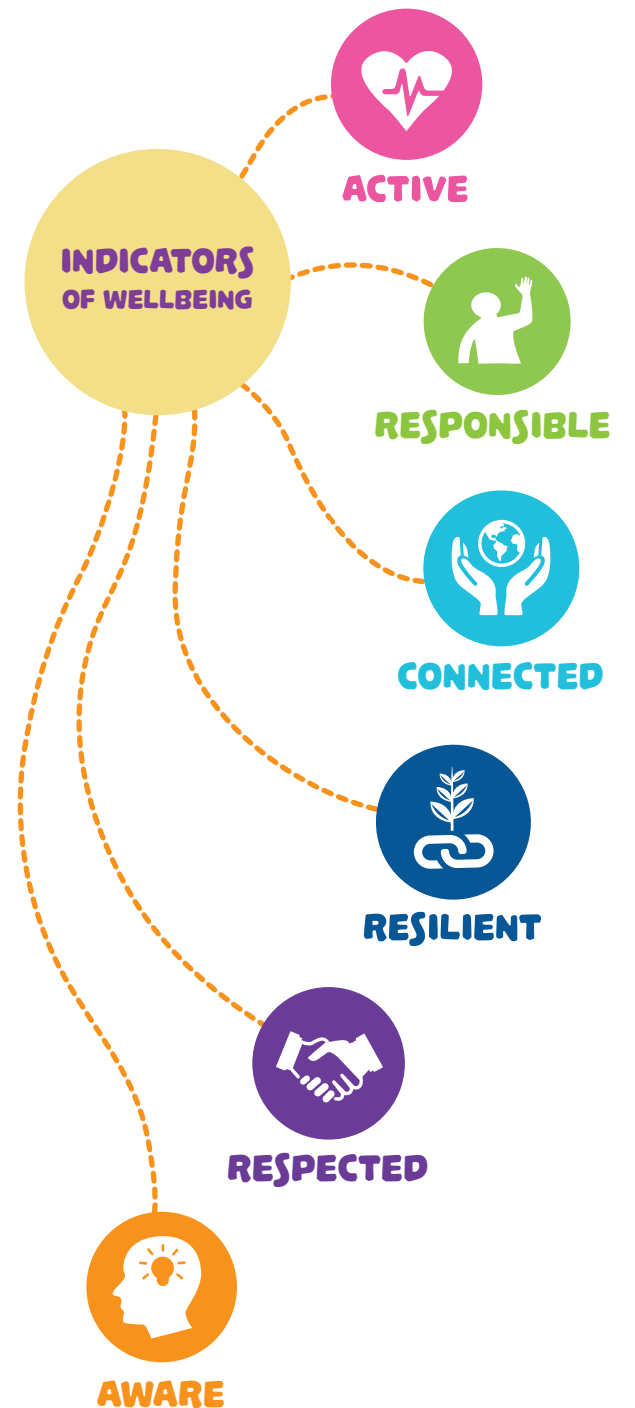 INDICATORS
OF WELLBEING
ACTIVE
RESPONSIBLE
CONNECTED
RESILIENT
RESPECTED
AWARE